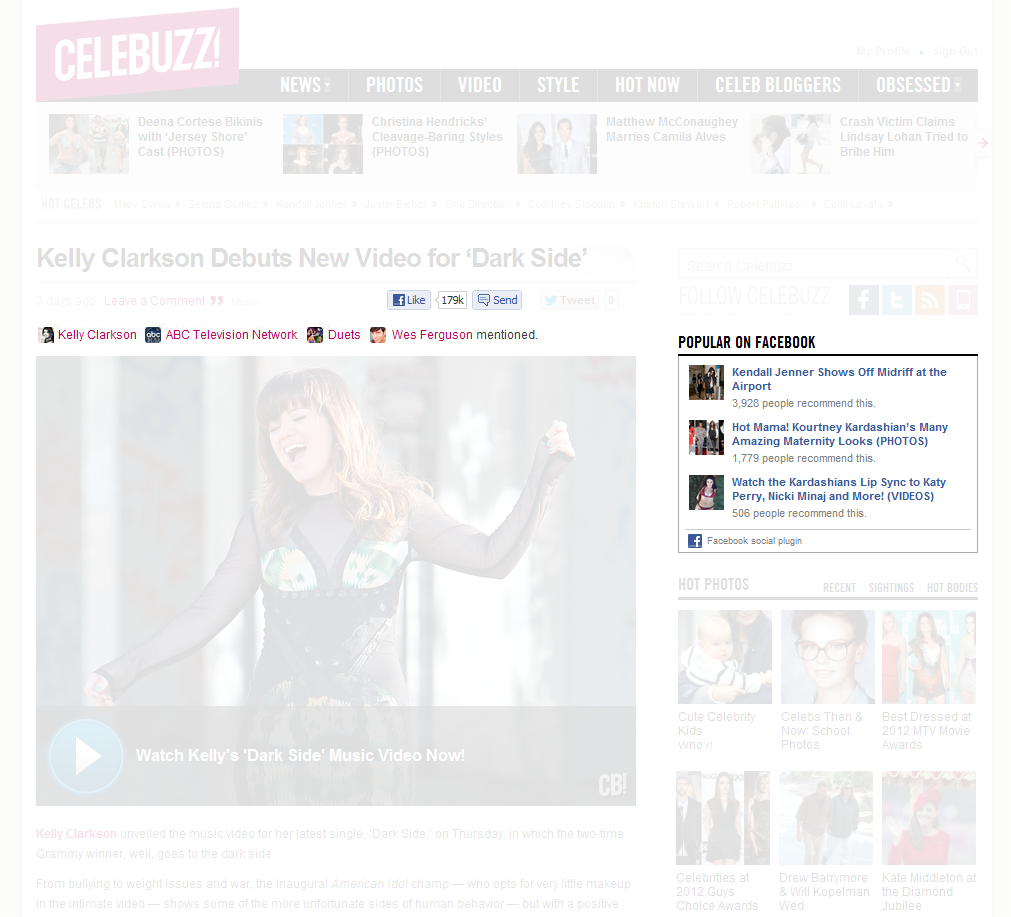 CELEBUZZ!
My Profile • Sign Out
NEWS PHOTOS VIDEO STYLE HOT NOW CELEB BLOGGERS OBSESSED
Deena Cortese Bikinis
with ‘Jersey Shore’
Cast (PHOTOS)
Christina Hendricks’
Cleavage-Baring Styles
(PHOTOS)
Matthew McConaughey
Marries Camila Alves
Crash Victim Claims
Lindsay Lohan Tried to
Bribe Him
HOT CELEBS Miley Cyrus » Selena Gomez » Kendall Jenner » Justin Bieber » One Direction » Courtney Stodden » Kristen Stewart » Robert Pattinson » Demi Lovato »
Kelly Clarkson Debuts New Video for ‘Dark Side’
3 days ago Leave a Comment Music
Like 179k Send Tweet 0
Kelly Clarkson ABC Television Network Duets Wes Ferguson mentioned.
abc
Watch Kelly's 'Dark Side' Music Video Now!
CB!
Kelly Clarkson unveiled the music video for her latest single, ‘Dark Side,’ on Thursday, in which the two-time
Grammy winner, well, goes to the dark side.
From bullying to weight issues and war, the inaugural American Idol champ — who opts for very little makeup
in the intimate video — shows some of the more unfortunate sides of human behavior — but with a positive
Search Celebuzz
FOLLOW CELEBUZZ
POPULAR ON FACEBOOK
Kendall Jenner Shows Off Midriff at the
Airport
3,928 people recommend this.
Hot Mama! Kourtney Kardashian’s Many
Amazing Maternity Looks (PHOTOS)
1,779 people recommend this.
Watch the Kardashians Lip Sync to Katy
Perry, Nicki Minaj and More! (VIDEOS)
506 people recommend this.
Facebook social plugin
HOT PHOTOS RECENT SIGHTINGS HOT BODIES
Cute Celebrity
Kids
Who?!
Celebs Then &
Now: School
Photos
Best Dressed at
2012 MTV Movie
Awards
Celebrities at
2012 Guys
Choice Awards
Drew Barrymore
& Will Kopelman
Wed
Kate Middleton at
the Diamond
Jubilee